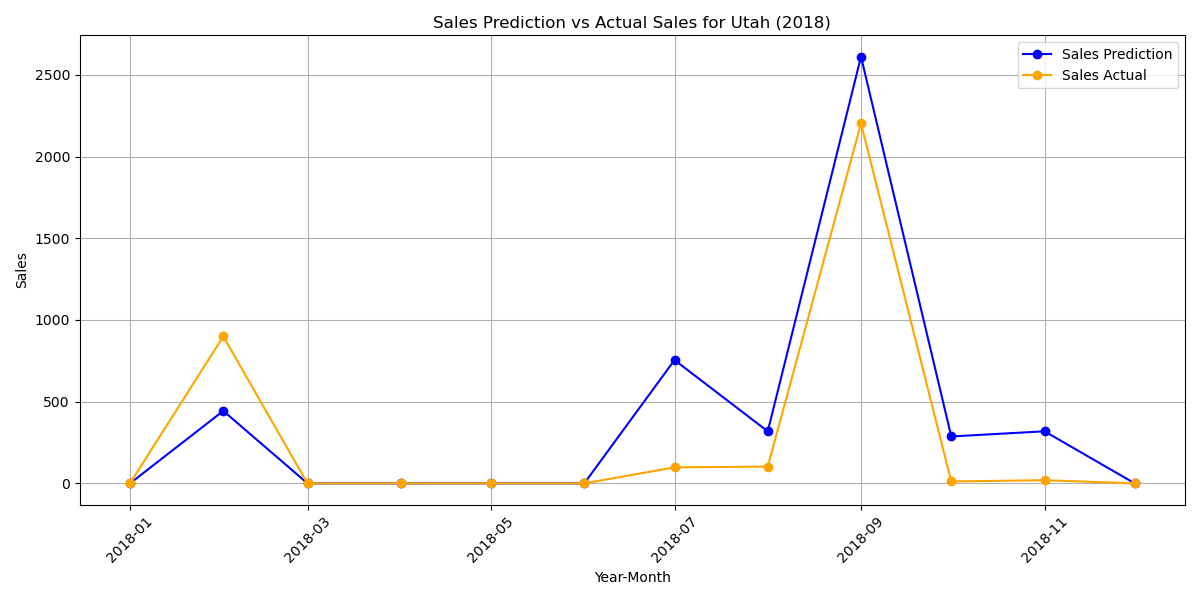 Sales Prediction vs Actual Sales for Utah (2018)
Sales Prediction
Sales Actual
Sales
2500
2000
1500
1000
500
0
2018-01
2018-03
2018-05
2018-07
2018-09
2018-11
Year-Month